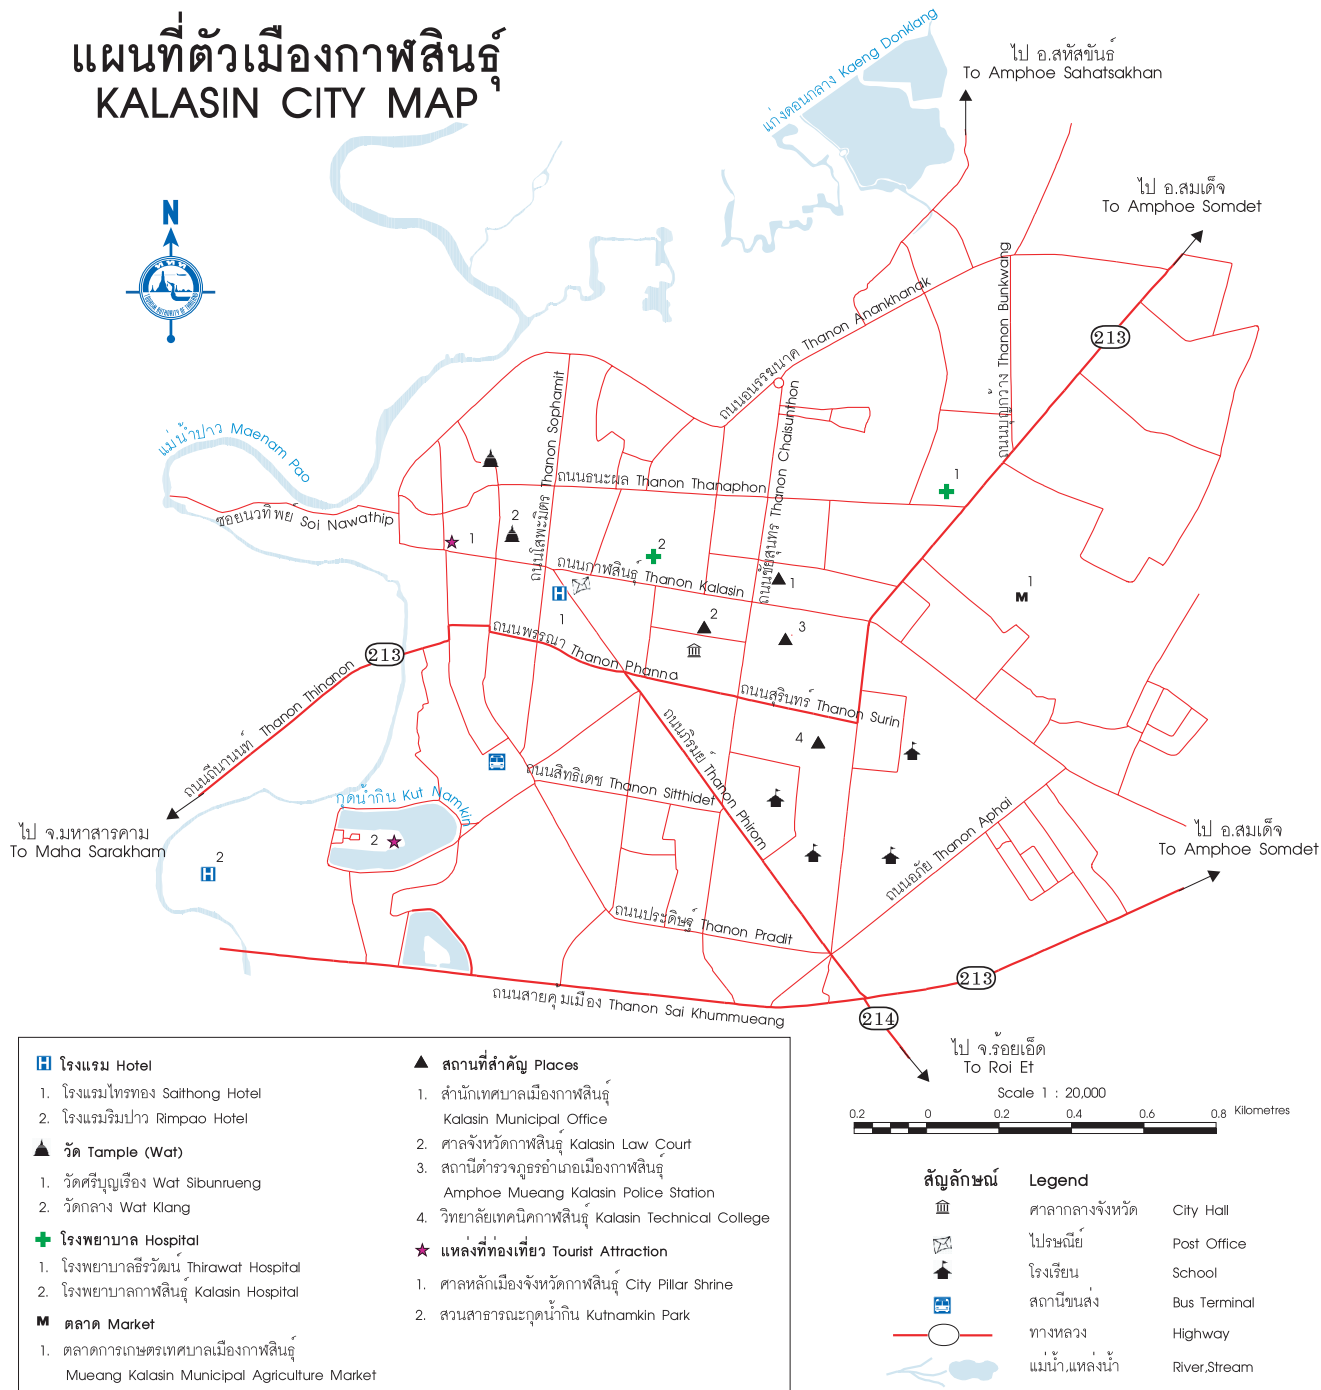 แผนที่ตัวเมืองกาฬสินธุ์
KALASIN CITY MAP
แก่งดอนกลาง Kaeng Donklang
ไป อ.สหัสขันธ์
To Amphoe Sahatsakhan
ไป อ.สมเด็จ
To Amphoe Somdet
N
ททท
TOURISM AUTHORITY OF THAILAND
213
ถนนอนรรฆนาค Thanon Anankhanak
ถนนบุญกว้าง Thanon Bunkwang
ถนนโสพะมิตร Thanon Sophamit
ถนนชัยสุนทร Thanon Chaisunthon
แม่น้ำปาว Maenam Pao
ถนนธนะผล Thanon Thanaphon
1
ซอยนวทิพย์ Soi Nawathip
2
1
2
ถนนกาฬสินธุ์ Thanon Kalasin
1
1
1
2
3
ถนนพรรณา Thanon Phanna
213
ถนนถีนานนท์ Thanon Thinanon
ถนนสุรินทร์ Thanon Surin
ถนนภิรมย์ Thanon Phirom
4
ถนนสิทธิเดช Thanon Sitthidet
กุดน้ำกิน Kut Namkin
2
ถนนอภัย Thanon Aphai
ไป จ.มหาสารคาม
To Maha Sarakham
2
ไป อ.สมเด็จ
To Amphoe Somdet
ถนนประดิษฐ์ Thanon Pradit
213
ถนนสายคุ้มเมือง Thanon Sai Khummueang
214
ไป จ.ร้อยเอ็ด
To Roi Et
Scale 1 : 20,000
0.2 0 0.2 0.4 0.6 0.8 Kilometres
H โรงแรม Hotel
1. โรงแรมไทรทอง Saithong Hotel
2. โรงแรมริมปาว Rimpao Hotel
วัด Tample (Wat)
1. วัดศรีบุญเรือง Wat Sibunrueng
2. วัดกลาง Wat Klang
โรงพยาบาล Hospital
1. โรงพยาบาลธีรวัฒน์ Thirawat Hospital
2. โรงพยาบาลกาฬสินธุ์ Kalasin Hospital
M ตลาด Market
1. ตลาดการเกษตรเทศบาลเมืองกาฬสินธุ์
Mueang Kalasin Municipal Agriculture Market
สถานที่สำคัญ Places
1. สำนักเทศบาลเมืองกาฬสินธุ์
Kalasin Municipal Office
2. ศาลจังหวัดกาฬสินธุ์ Kalasin Law Court
3. สถานีตำรวจภูธรอำเภอเมืองกาฬสินธุ์
Amphoe Mueang Kalasin Police Station
4. วิทยาลัยเทคนิคกาฬสินธุ์ Kalasin Technical College
แหล่งที่ท่องเที่ยว Tourist Attraction
1. ศาลหลักเมืองจังหวัดกาฬสินธุ์ City Pillar Shrine
2. สวนสาธารณะกุดน้ำกิน Kutnamkin Park
สัญลักษณ์ Legend
ศาลากลางจังหวัด City Hall
ไปรษณีย์ Post Office
โรงเรียน School
สถานีขนส่ง Bus Terminal
ทางหลวง Highway
แม่น้ำ,แหล่งน้ำ River,Stream